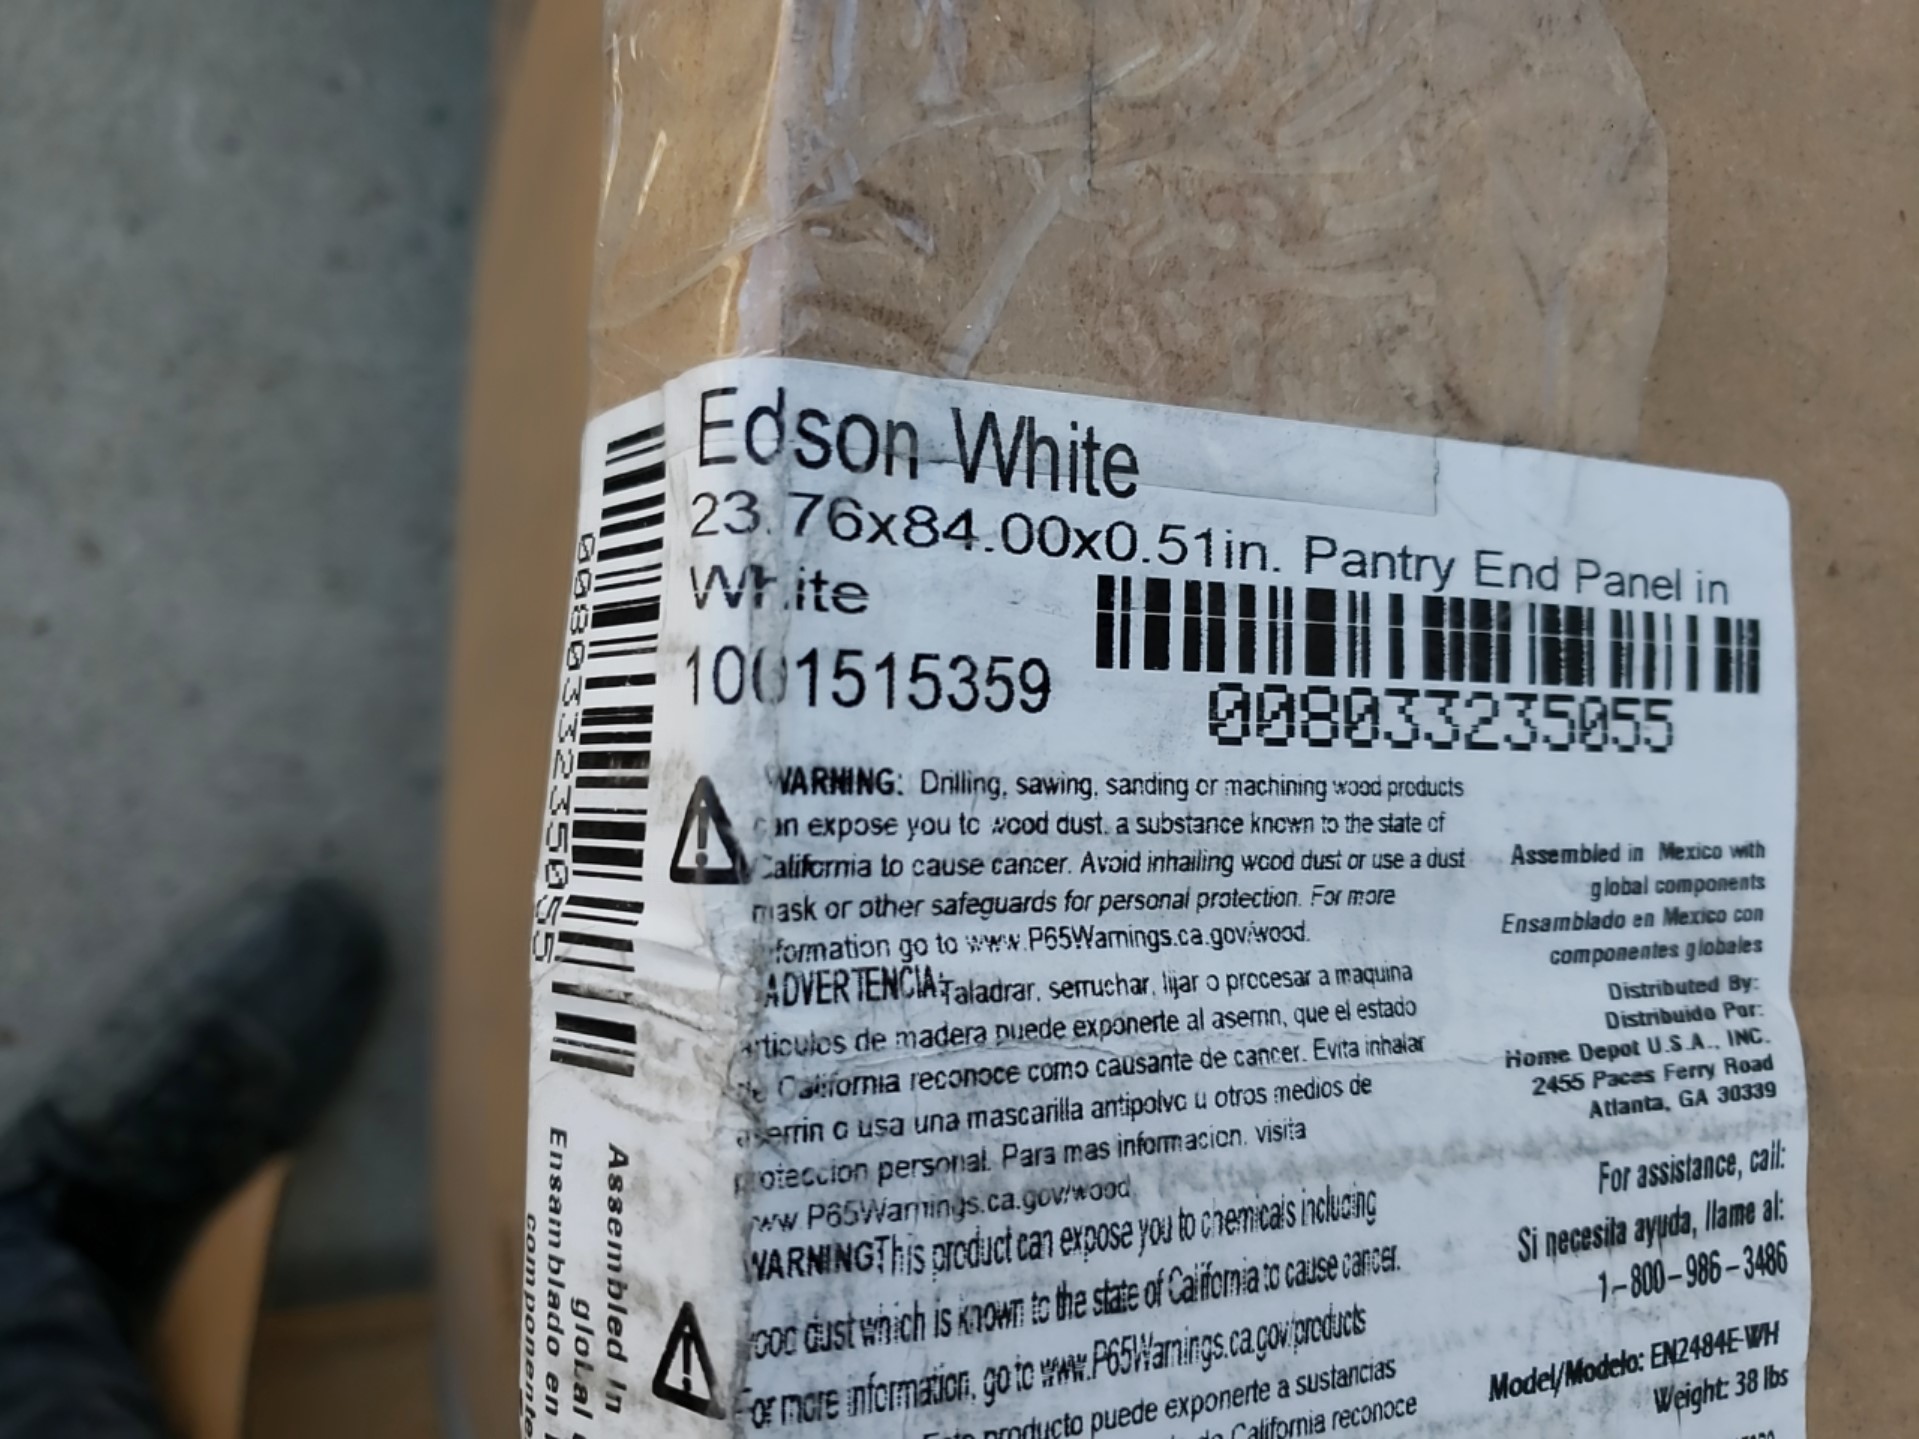 Edson White
23.76x84.00x0.51in. Pantry End Panel in
White
1001515359
008033235055
WARNING: Drilling, sawing, sanding or machining wood products
can expose you to wood dust, a substance known to the state of
California to cause cancer. Avoid inhailing wood dust or use a dust
mask or other safeguards for personal protection. For more
formation go to www.P65Warnings.ca.gov/wood.
ADVERTENCIA: Taladrar, serruchar, lijar o procesar a maquina
articulos de madera puede exponerte al aserrin, que el estado
de California reconoce como causante de cancer. Evita inhalar
aserrin o usa una mascarilla antipolvo u otros medios de
proteccion personal. Para mas informacion, visita
ww.P65Warnings.ca.gov/wood
WARNING This product can expose you to chemicals including
wood dust which is known to the state of California to cause cancer.
For more information, go to www.P65Warnings.ca.gov/products
producto puede exponerte a sustancias
California reconoce
Assembled in Mexico with
global components
Ensamblado en Mexico con
componentes globales
Distributed By:
Distribuido Por:
Home Depot U.S.A., INC.
2455 Paces Ferry Road
Atlanta, GA 30339
For assistance, call:
Si necesita ayuda, llame al:
1-800-986-3486
Model/Modelo: EN2484E-WH
Weight: 38 lbs
008033235055
Assembled In
global
Ensamblado en
componente